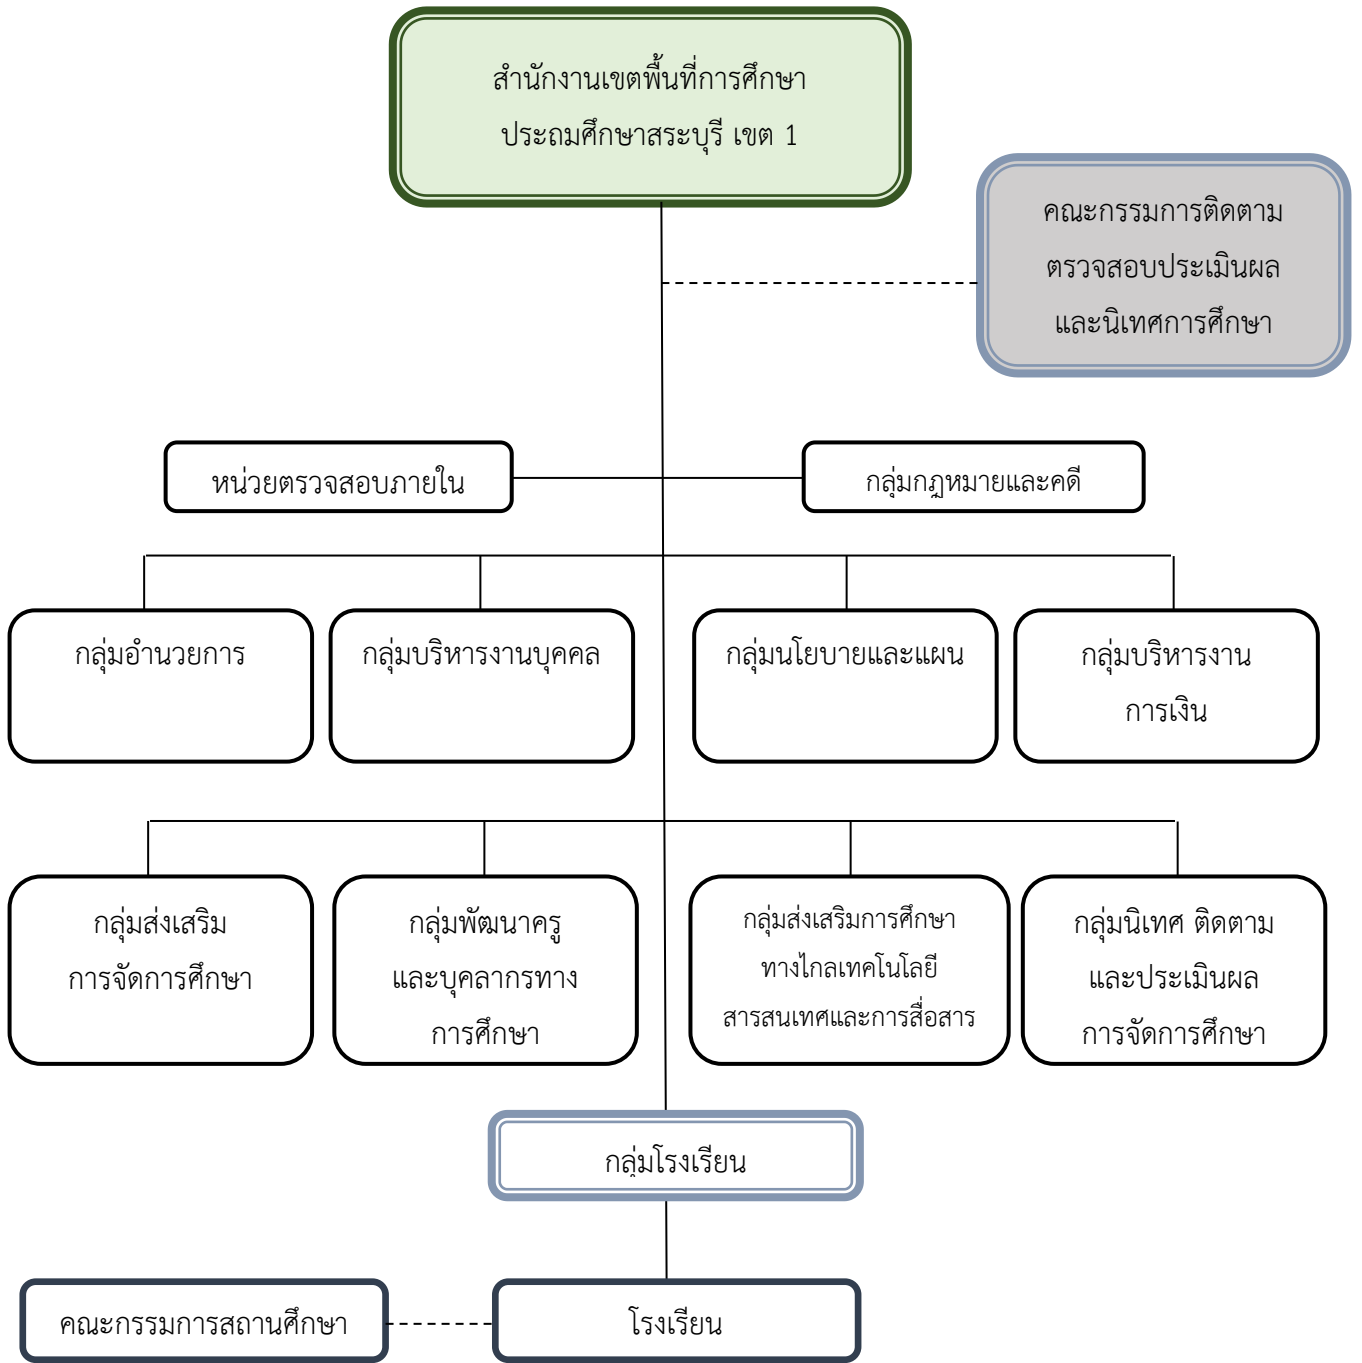 สำนักงานเขตพื้นที่การศึกษา
ประถมศึกษาสระบุรี เขต 1
คณะกรรมการติดตาม
ตรวจสอบประเมินผล
และนิเทศการศึกษา
หน่วยตรวจสอบภายใน
กลุ่มกฎหมายและคดี
กลุ่มอำนวยการ
กลุ่มบริหารงานบุคคล
กลุ่มนโยบายและแผน
กลุ่มบริหารงาน
การเงิน
กลุ่มส่งเสริม
การจัดการศึกษา
กลุ่มพัฒนาครู
และบุคลากรทาง
การศึกษา
กลุ่มส่งเสริมการศึกษา
ทางไกลเทคโนโลยี
สารสนเทศและการสื่อสาร
กลุ่มนิเทศ ติดตาม
และประเมินผล
การจัดการศึกษา
กลุ่มโรงเรียน
คณะกรรมการสถานศึกษา
โรงเรียน